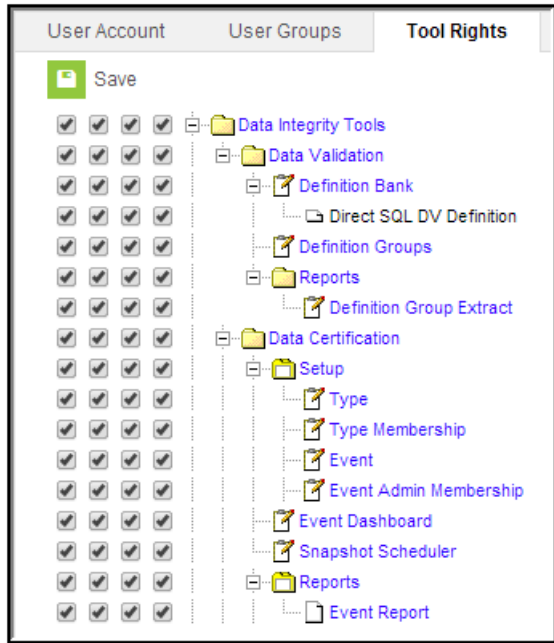 User Account User Groups Tool Rights
Save
Data Integrity Tools
Data Validation
Definition Bank
Direct SQL DV Definition
Definition Groups
Reports
Definition Group Extract
Data Certification
Setup
Type
Type Membership
Event
Event Admin Membership
Event Dashboard
Snapshot Scheduler
Reports
Event Report